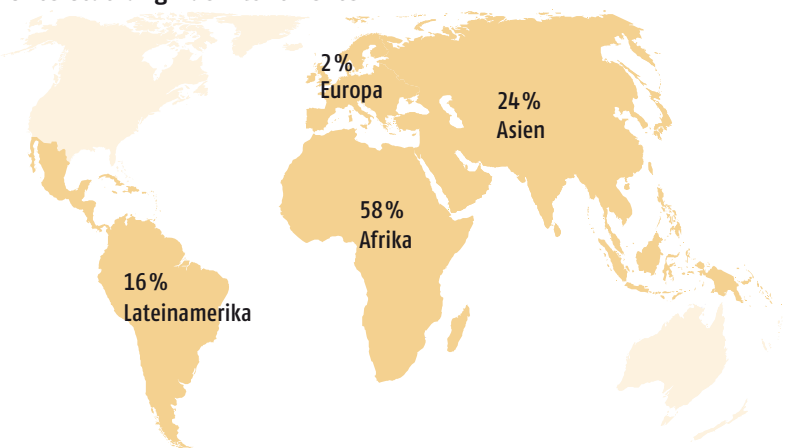 2 %
Europa
24 %
Asien
58 %
Afrika
16 %
Lateinamerika